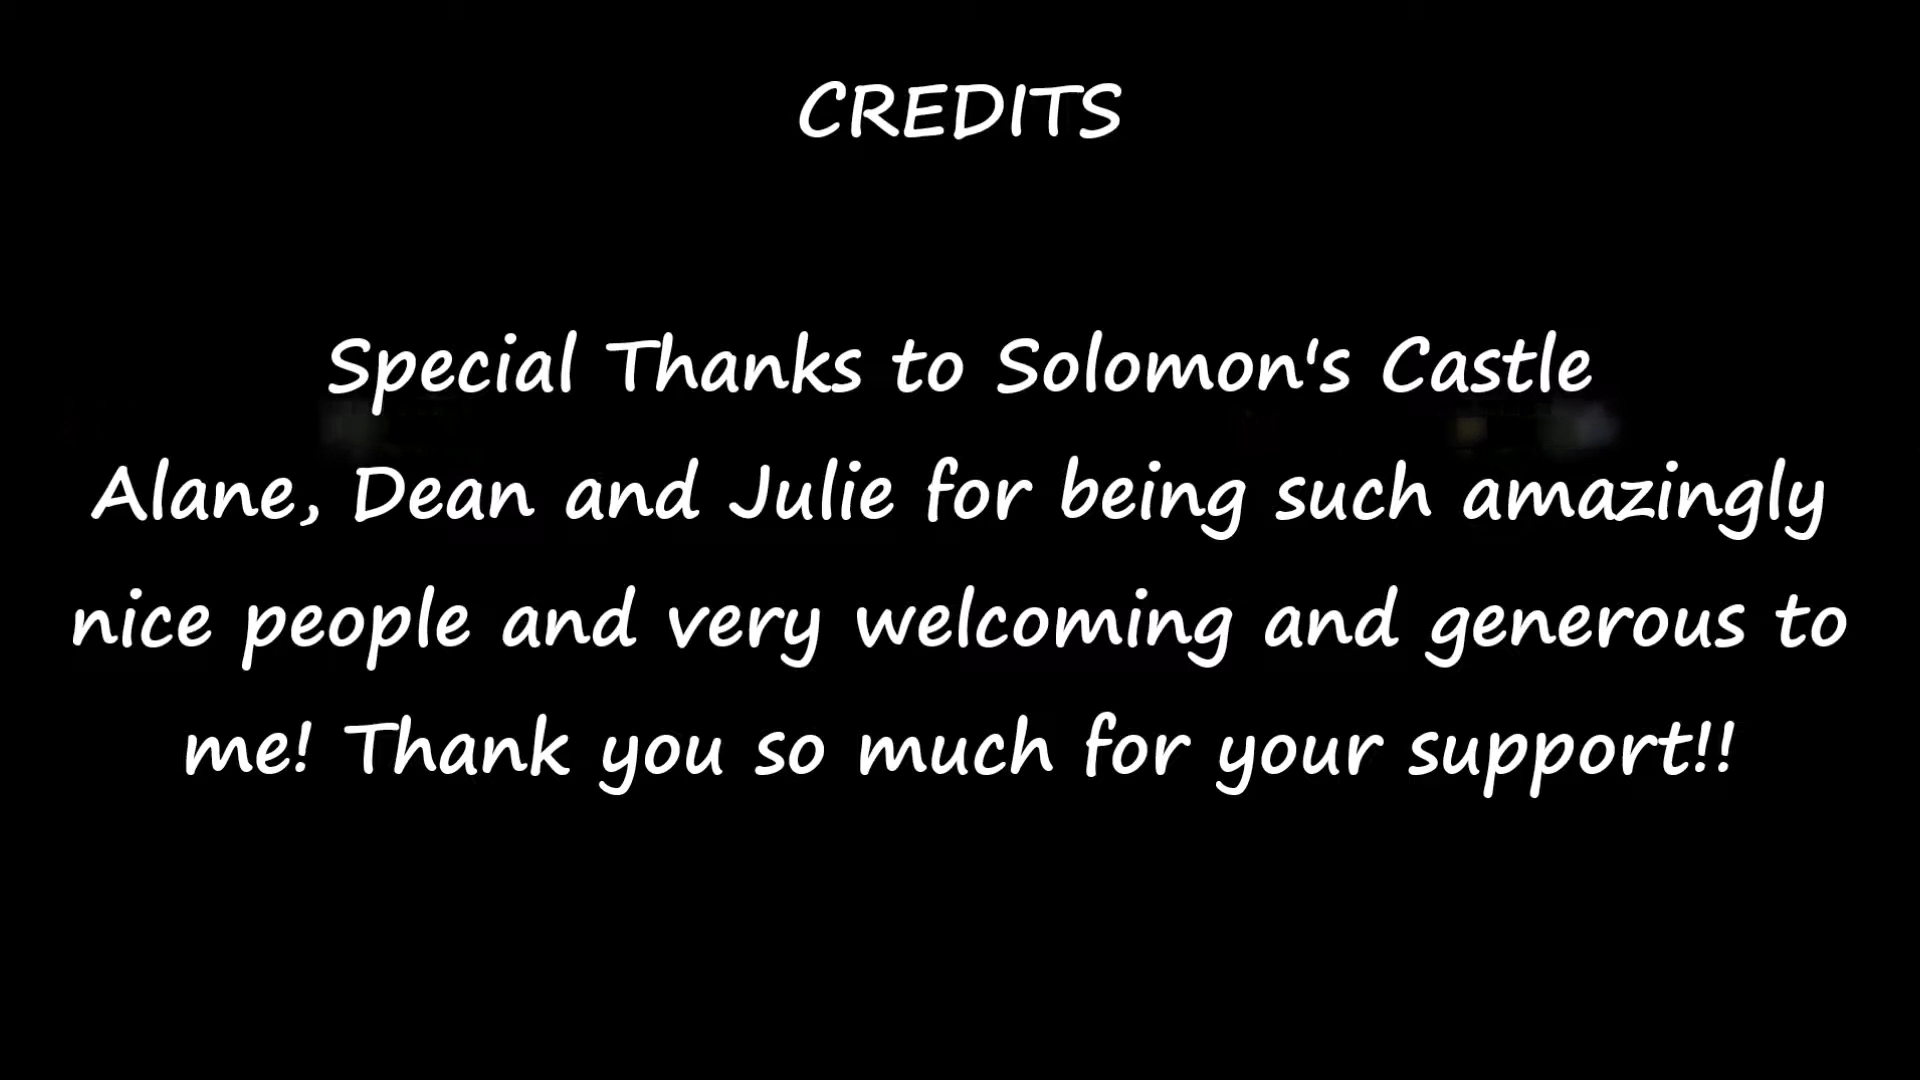 CREDITS
Special Thanks to Solomon's Castle
Alane, Dean and Julie for being such amazingly
nice people and very welcoming and generous to
me! Thank you so much for your support!!